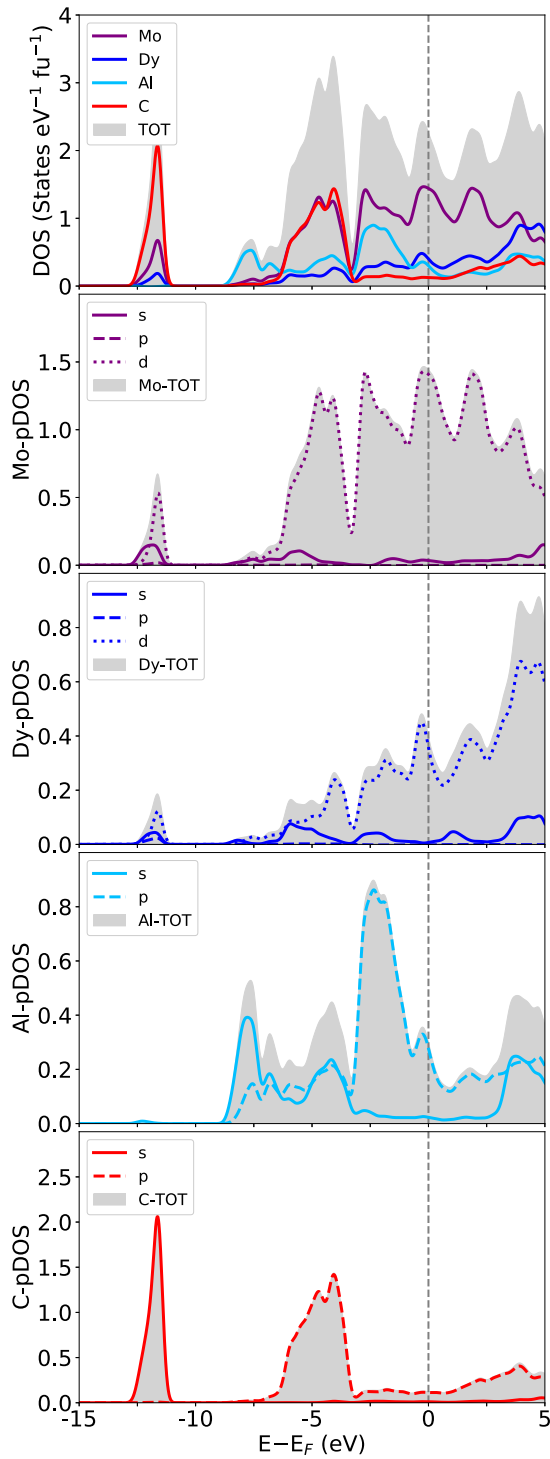 4
3
2
1
0
DOS (States eV⁻¹ fu⁻¹)
Mo
Dy
Al
C
TOT
1.5
1.0
0.5
0.0
Mo-pDOS
s
p
d
Mo-TOT
0.8
0.6
0.4
0.2
0.0
Dy-pDOS
s
p
d
Dy-TOT
0.8
0.6
0.4
0.2
0.0
Al-pDOS
s
p
Al-TOT
2.5
2.0
1.5
1.0
0.5
0.0
C-pDOS
s
p
C-TOT
-15 -10 -5 0 5
E−E_F (eV)